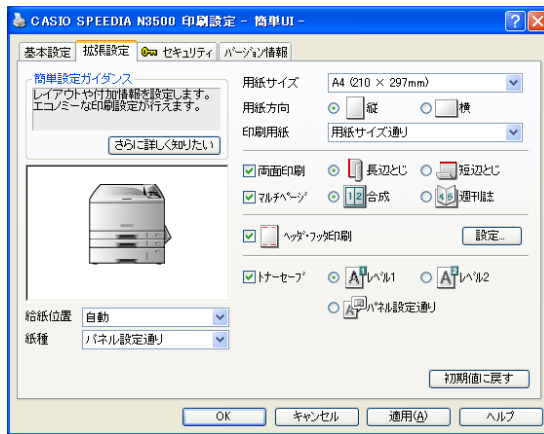 CASIO SPEEDIA N3500 印刷設定 - 簡単UI -
基本設定 拡張設定 セキュリティ バージョン情報
簡単設定ガイダンス
レイアウトや付加情報を設定します。
エコノミーな印刷設定が行えます。
さらに詳しく知りたい
給紙位置 自動
紙種 パネル設定通り
用紙サイズ A4 (210 × 297mm)
用紙方向 縦 横
印刷用紙 用紙サイズ通り
両面印刷 長辺とじ 短辺とじ
マルチページ 12 合成 45 週刊誌
ヘッダ・フッタ印刷 設定...
トナーセーブ A1 レベル1 A2 レベル2
A パネル設定通り
初期値に戻す
OK キャンセル 適用(A) ヘルプ